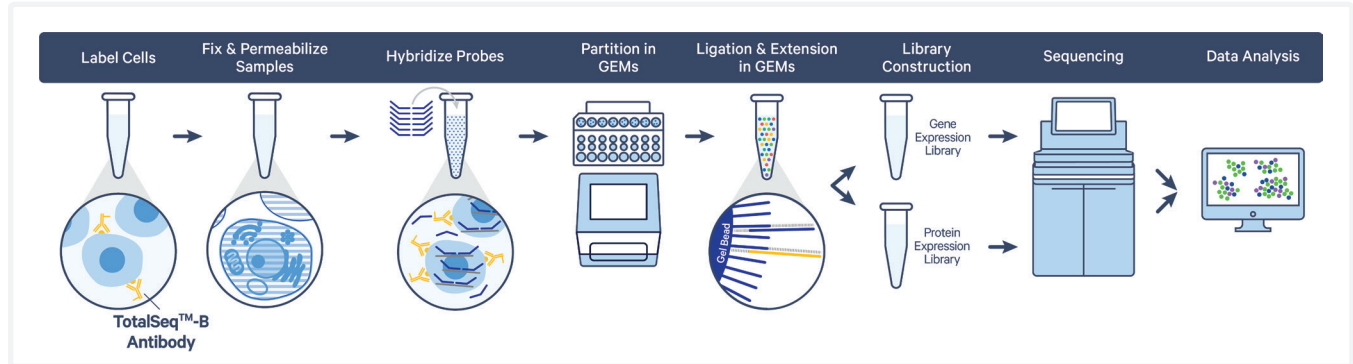 Label Cells
Fix & Permeabilize
Samples
Hybridize Probes
Partition in
GEMs
Ligation & Extension
in GEMs
Library
Construction
Sequencing
Data Analysis
Gene
Expression
Library
Protein
Expression
Library
Gel Bead
TotalSeq™-B
Antibody